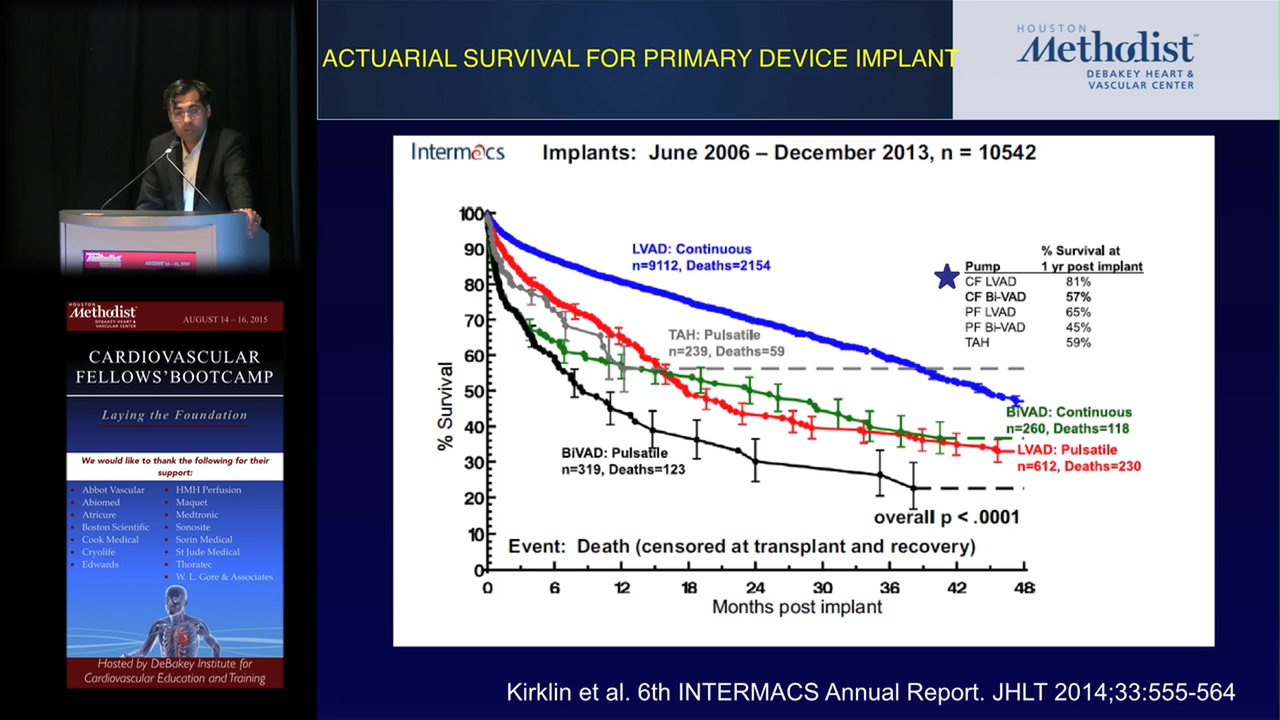 ACTUARIAL SURVIVAL FOR PRIMARY DEVICE IMPLANT
HOUSTON
Methodist
DEBAKEY HEART &
VASCULAR CENTER
Intermacs
Implants: June 2006 – December 2013, n = 10542
% Survival
100
90
80
70
60
50
40
30
20
10
0
LVAD: Continuous
n=9112, Deaths=2154
TAH: Pulsatile
n=239, Deaths=59
BiVAD: Pulsatile
n=319, Deaths=123
% Survival at
Pump 1 yr post implant
CF LVAD 81%
CF Bi-VAD 57%
PF LVAD 65%
PF Bi-VAD 45%
TAH 59%
BiVAD: Continuous
n=260, Deaths=118
LVAD: Pulsatile
n=612, Deaths=230
overall p < .0001
Event: Death (censored at transplant and recovery)
0 6 12 18 24 30 36 42 48
Months post implant
Kirklin et al. 6th INTERMACS Annual Report. JHLT 2014;33:555-564
Methodist
AUGUST 14-16, 2015
HOUSTON
Methodist
DEBAKEY HEART &
VASCULAR CENTER
AUGUST 14 – 16, 2015
CARDIOVASCULAR
FELLOWS'BOOTCAMP
Laying the Foundation
We would like to thank the following for their
support:
• Abbot Vascular
• Abiomed
• Atricure
• Boston Scientific
• Cook Medical
• Cryolife
• Edwards
• HMH Perfusion
• Maquet
• Medtronic
• Sonosite
• Sorin Medical
• St Jude Medical
• Thoratec
• W. L. Gore & Associates
Hosted by DeBakey Institute for
Cardiovascular Education and Training